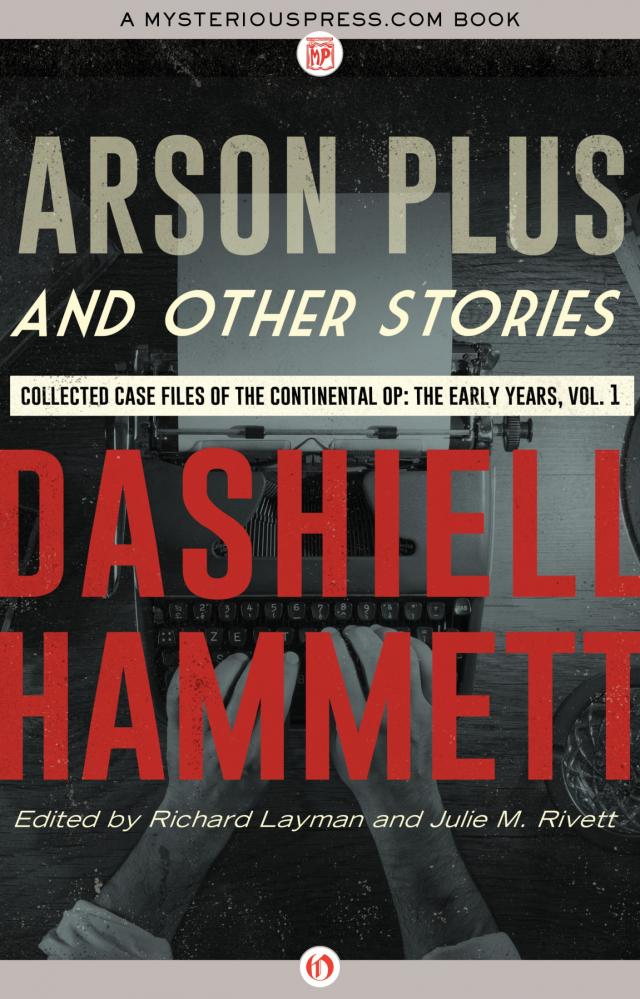 A MYSTERIOUSPRESS.COM BOOK
MP
ARSON PLUS
AND OTHER STORIES
COLLECTED CASE FILES OF THE CONTINENTAL OP: THE EARLY YEARS, VOL. 1
DASHIELL
HAMMETT
Edited by Richard Layman and Julie M. Rivett